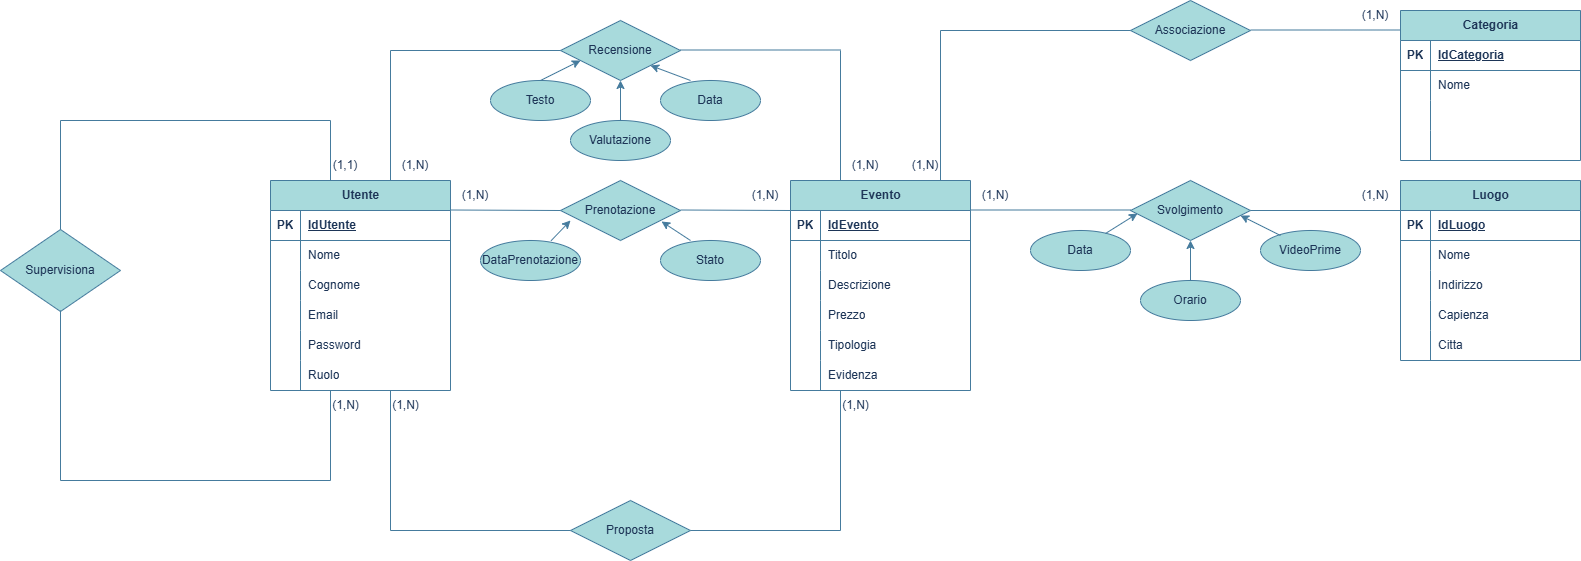 Associazione
(1,N)
Categoria
PK IdCategoria
Nome
Recensione
Testo
Data
Valutazione
(1,1)
(1,N)
(1,N)
(1,N)
Utente
PK IdUtente
Nome
Cognome
Email
Password
Ruolo
(1,N)
Prenotazione
(1,N)
DataPrenotazione
Stato
Evento
PK IdEvento
Titolo
Descrizione
Prezzo
Tipologia
Evidenza
(1,N)
Svolgimento
(1,N)
Data
VideoPrime
Orario
Luogo
PK IdLuogo
Nome
Indirizzo
Capienza
Citta
Supervisiona
(1,N)
(1,N)
(1,N)
Proposta